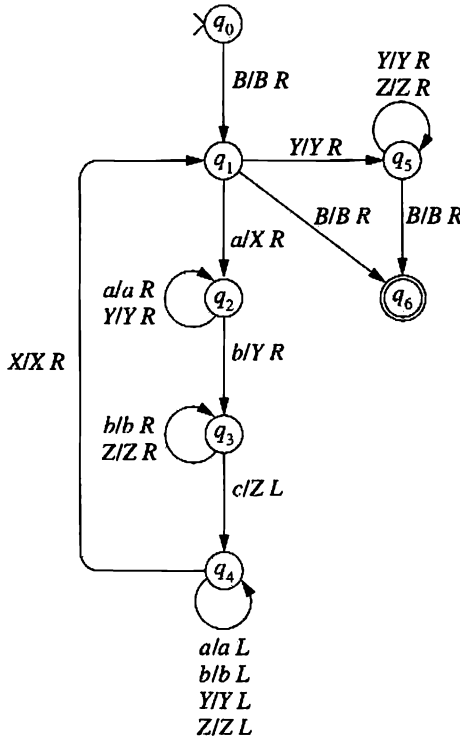 q0
B/B R
Y/Y R
Z/Z R
q1
Y/Y R
q5
a/X R
B/B R
B/B R
a/a R
Y/Y R
q2
q6
b/Y R
X/X R
b/b R
Z/Z R
q3
c/Z L
q4
a/a L
b/b L
Y/Y L
Z/Z L